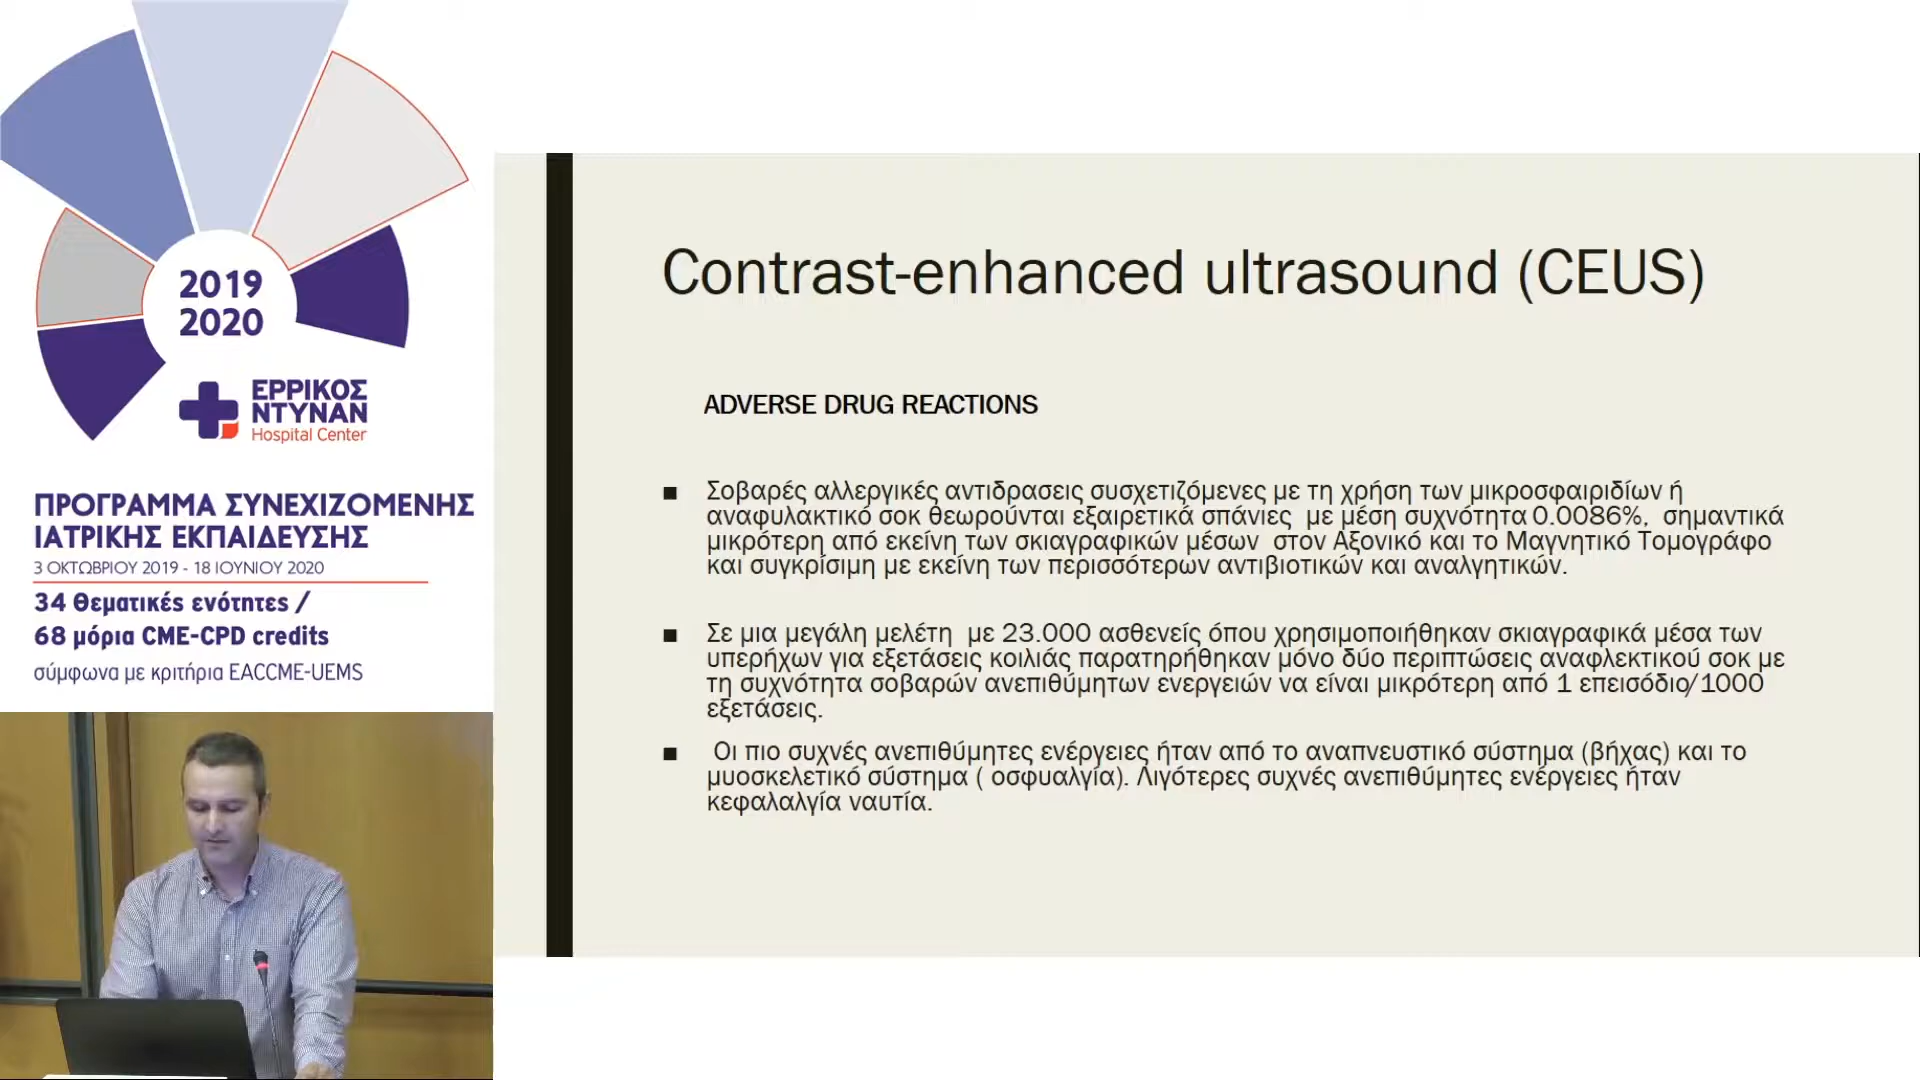 2019
2020
ΕΡΡΙΚΟΣ
ΝΤΥΝΑΝ
Hospital Center
ΠΡΟΓΡΑΜΜΑ ΣΥΝΕΧΙΖΟΜΕΝΗΣ
ΙΑΤΡΙΚΗΣ ΕΚΠΑΙΔΕΥΣΗΣ
3 ΟΚΤΩΒΡΙΟΥ 2019 - 18 ΙΟΥΝΙΟΥ 2020
34 Θεματικές ενότητες /
68 μόρια CME-CPD credits
σύμφωνα με κριτήρια EACCME-UEMS
Contrast-enhanced ultrasound (CEUS)
ADVERSE DRUG REACTIONS
■ Σοβαρές αλλεργικές αντιδρασεις συσχετιζόμενες με τη χρήση των μικροσφαιριδίων ή
αναφυλακτικό σοκ θεωρούνται εξαιρετικά σπάνιες με μέση συχνότητα 0.0086%, σημαντικά
μικρότερη από εκείνη των σκιαγραφικών μέσων στον Αξονικό και το Μαγνητικό Τομογράφο
και συγκρίσιμη με εκείνη των περισσότερων αντιβιοτικών και αναλγητικών.
■ Σε μια μεγάλη μελέτη με 23.000 ασθενείς όπου χρησιμοποιήθηκαν σκιαγραφικά μέσα των
υπερήχων για εξετάσεις κοιλιάς παρατηρήθηκαν μόνο δύο περιπτώσεις αναφλεκτικού σοκ με
τη συχνότητα σοβαρών ανεπιθύμητων ενεργειών να είναι μικρότερη από 1 επεισόδιο/1000
εξετάσεις.
■ Οι πιο συχνές ανεπιθύμητες ενέργειες ήταν από το αναπνευστικό σύστημα (βήχας) και το
μυοσκελετικό σύστημα ( οσφυαλγία). Λιγότερες συχνές ανεπιθύμητες ενέργειες ήταν
κεφαλαλγία ναυτία.